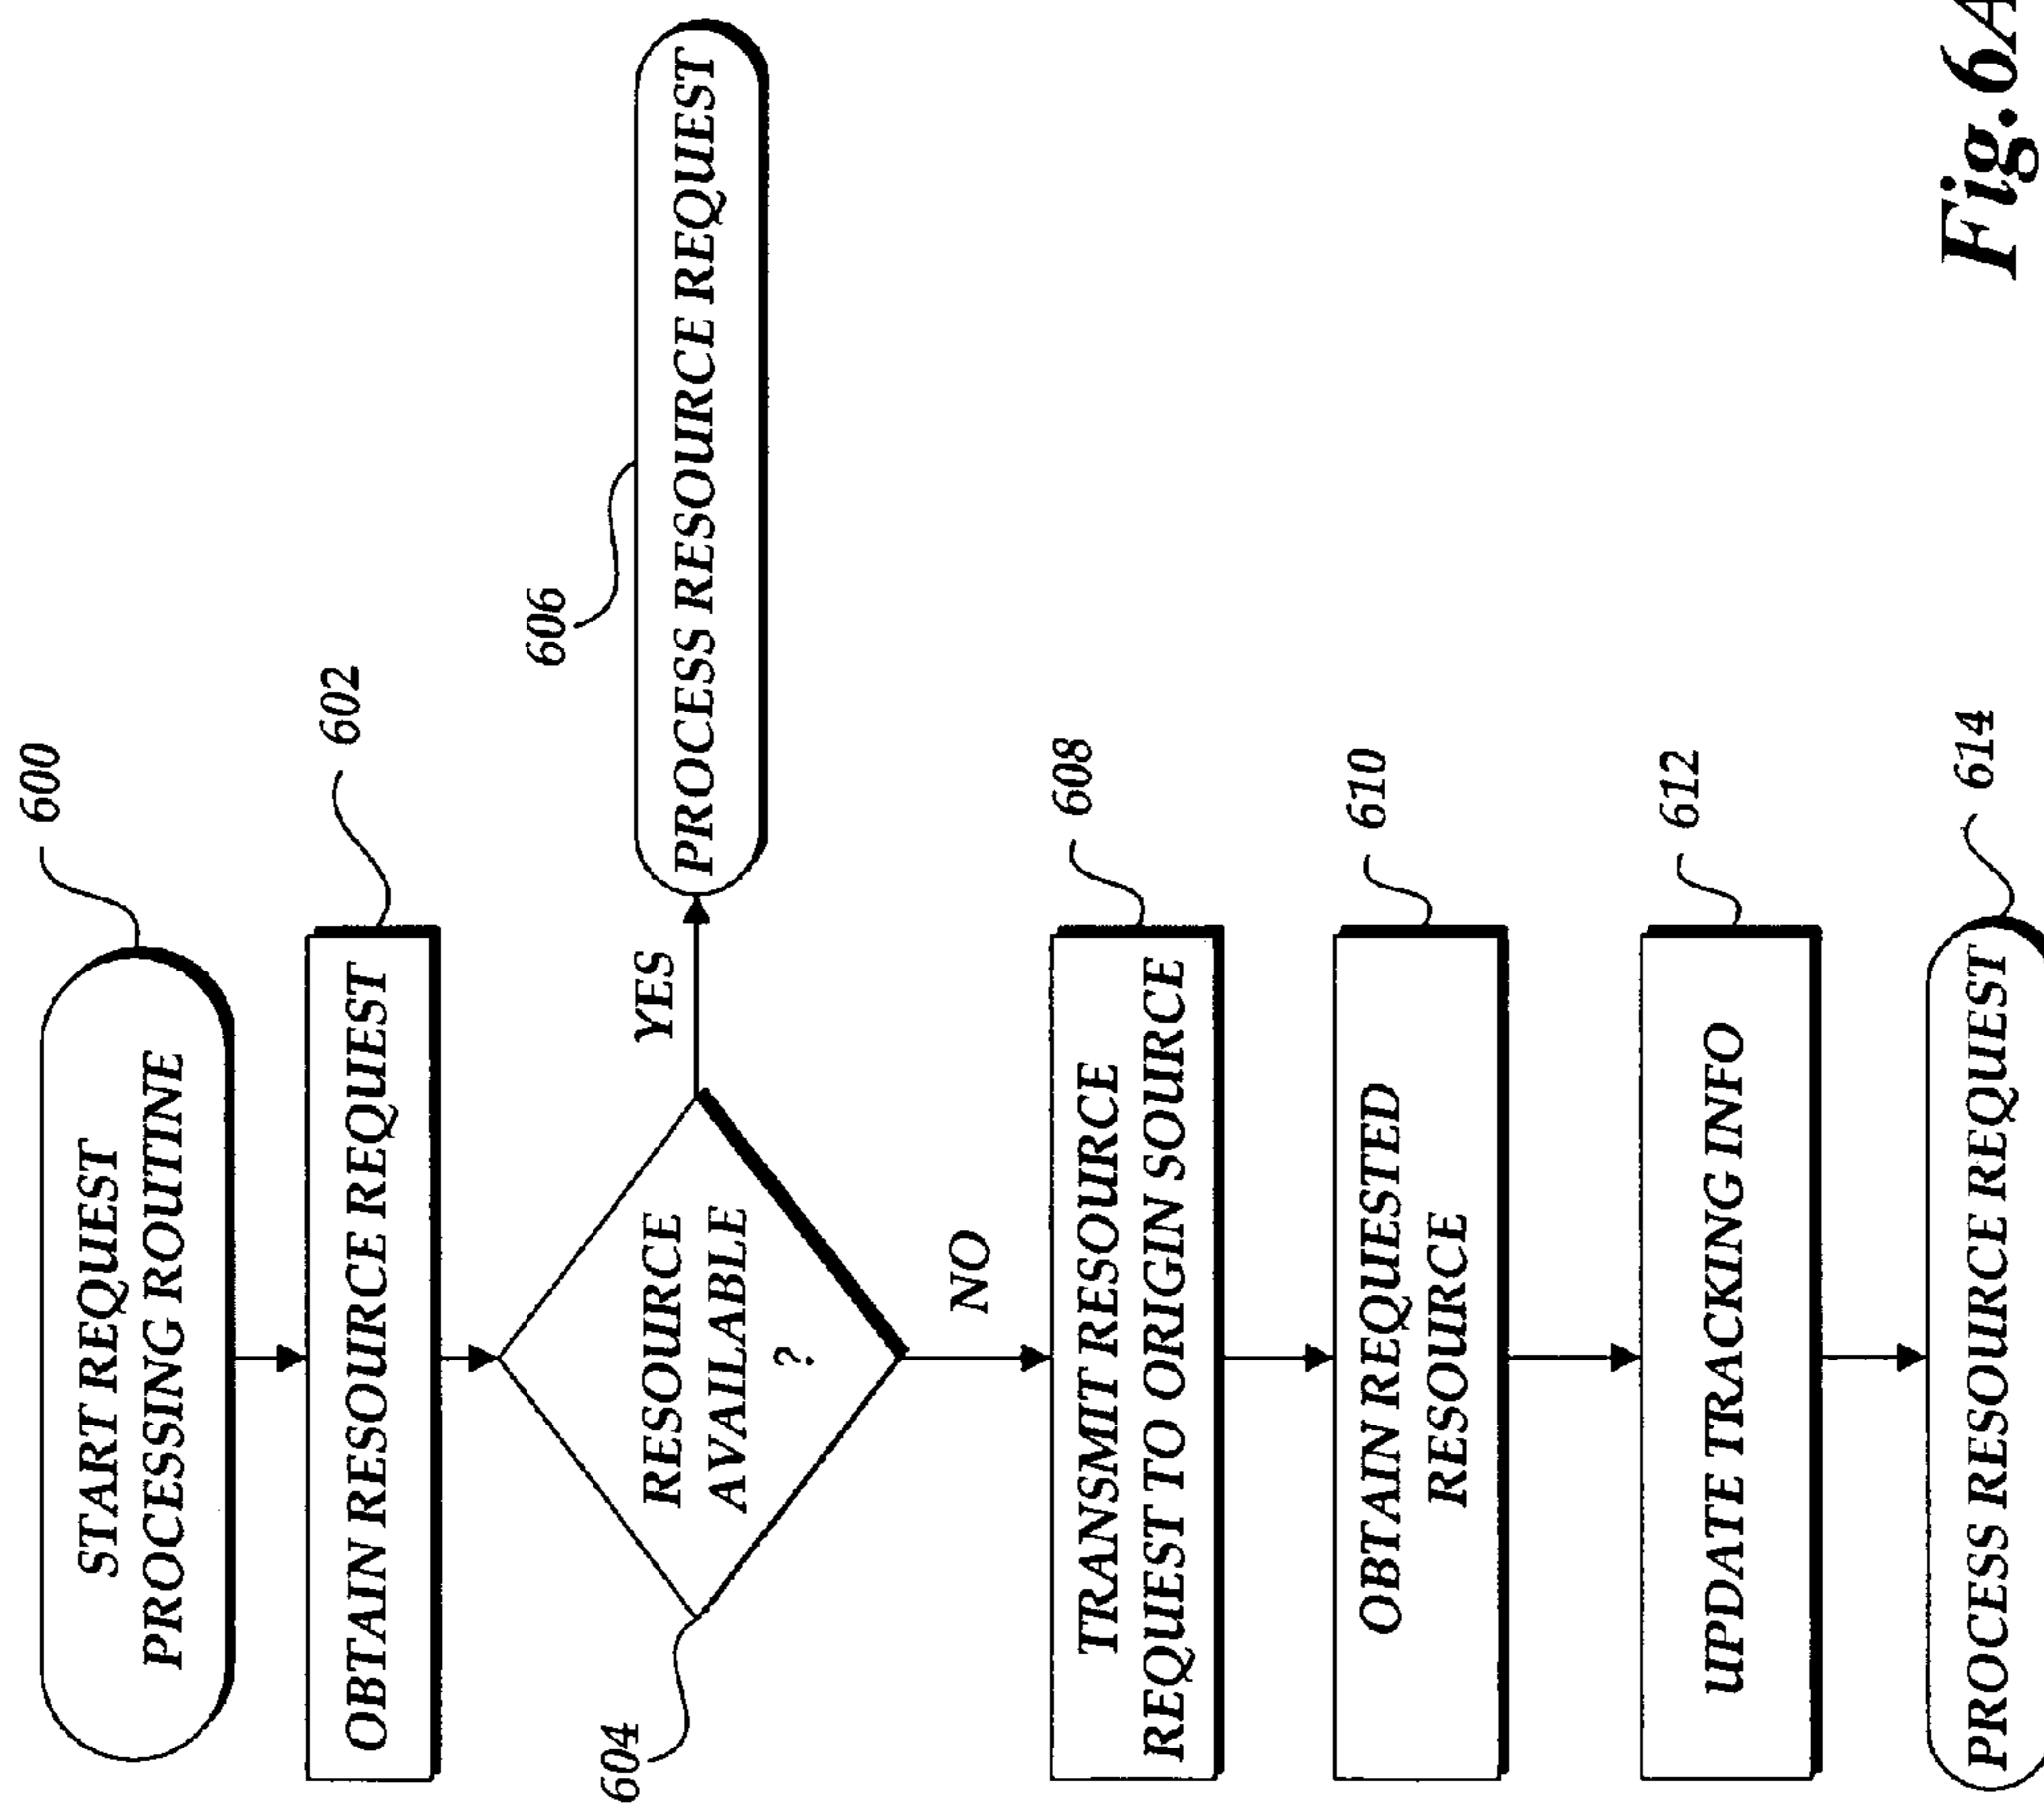 600
START REQUEST
PROCESSING ROUTINE
602
OBTAIN RESOURCE REQUEST
604
RESOURCE
AVAILABLE
?
YES
606
PROCESS RESOURCE REQUEST
NO
608
TRANSMIT RESOURCE
REQUEST TO ORIGIN SOURCE
610
OBTAIN REQUESTED
RESOURCE
612
UPDATE TRACKING INFO
614
PROCESS RESOURCE REQUEST
Fig.6A